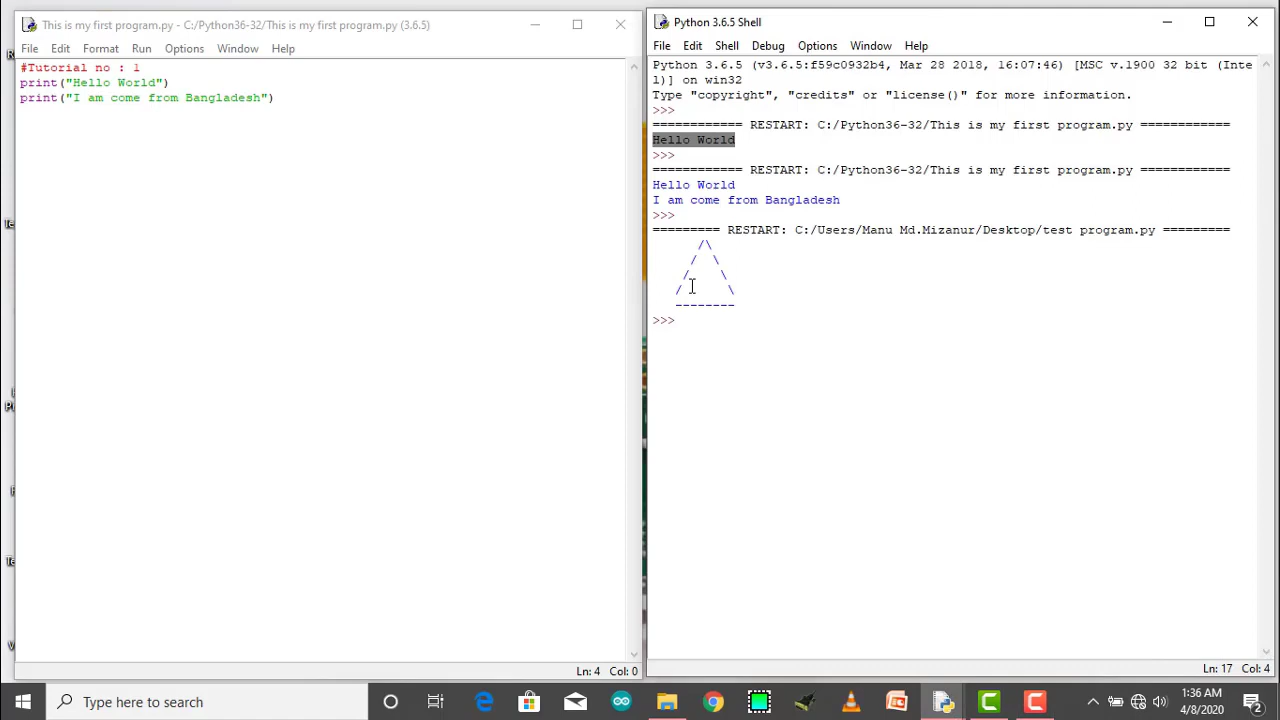 This is my first program.py - C:/Python36-32/This is my first program.py (3.6.5)
File Edit Format Run Options Window Help
#Tutorial no : 1
print("Hello World")
print("I am come from Bangladesh")
Ln: 4 Col: 0
Python 3.6.5 Shell
File Edit Shell Debug Options Window Help
Python 3.6.5 (v3.6.5:f59c0932b4, Mar 28 2018, 16:07:46) [MSC v.1900 32 bit (Inte
l)] on win32
Type "copyright", "credits" or "license()" for more information.
>>>
============ RESTART: C:/Python36-32/This is my first program.py ============
Hello World
>>>
============ RESTART: C:/Python36-32/This is my first program.py ============
Hello World
I am come from Bangladesh
>>>
========= RESTART: C:/Users/Manu Md.Mizanur/Desktop/test program.py =========
      /\
     /  \
    /    \
   /      \
   --------
>>>
Ln: 17 Col: 4
Type here to search
1:36 AM
4/8/2020
2